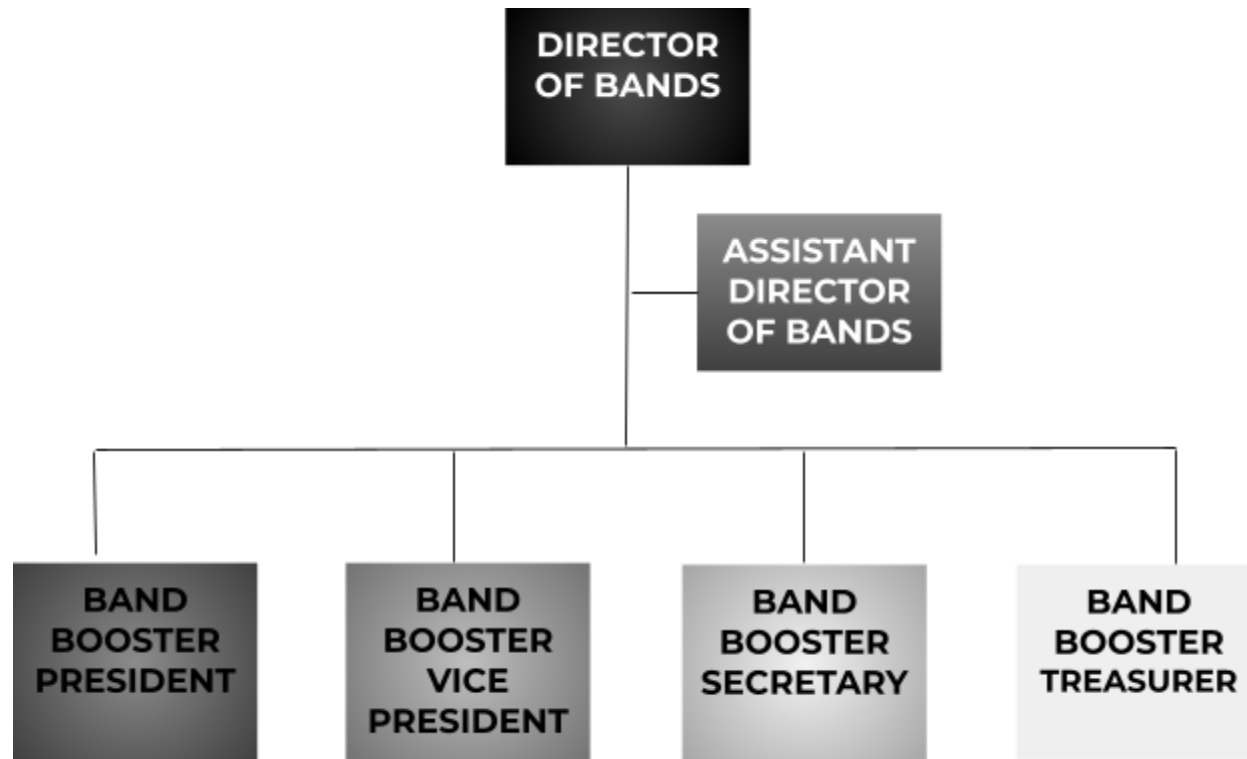 DIRECTOR
OF BANDS
ASSISTANT
DIRECTOR
OF BANDS
BAND
BOOSTER
PRESIDENT
BAND
BOOSTER
VICE
PRESIDENT
BAND
BOOSTER
SECRETARY
BAND
BOOSTER
TREASURER